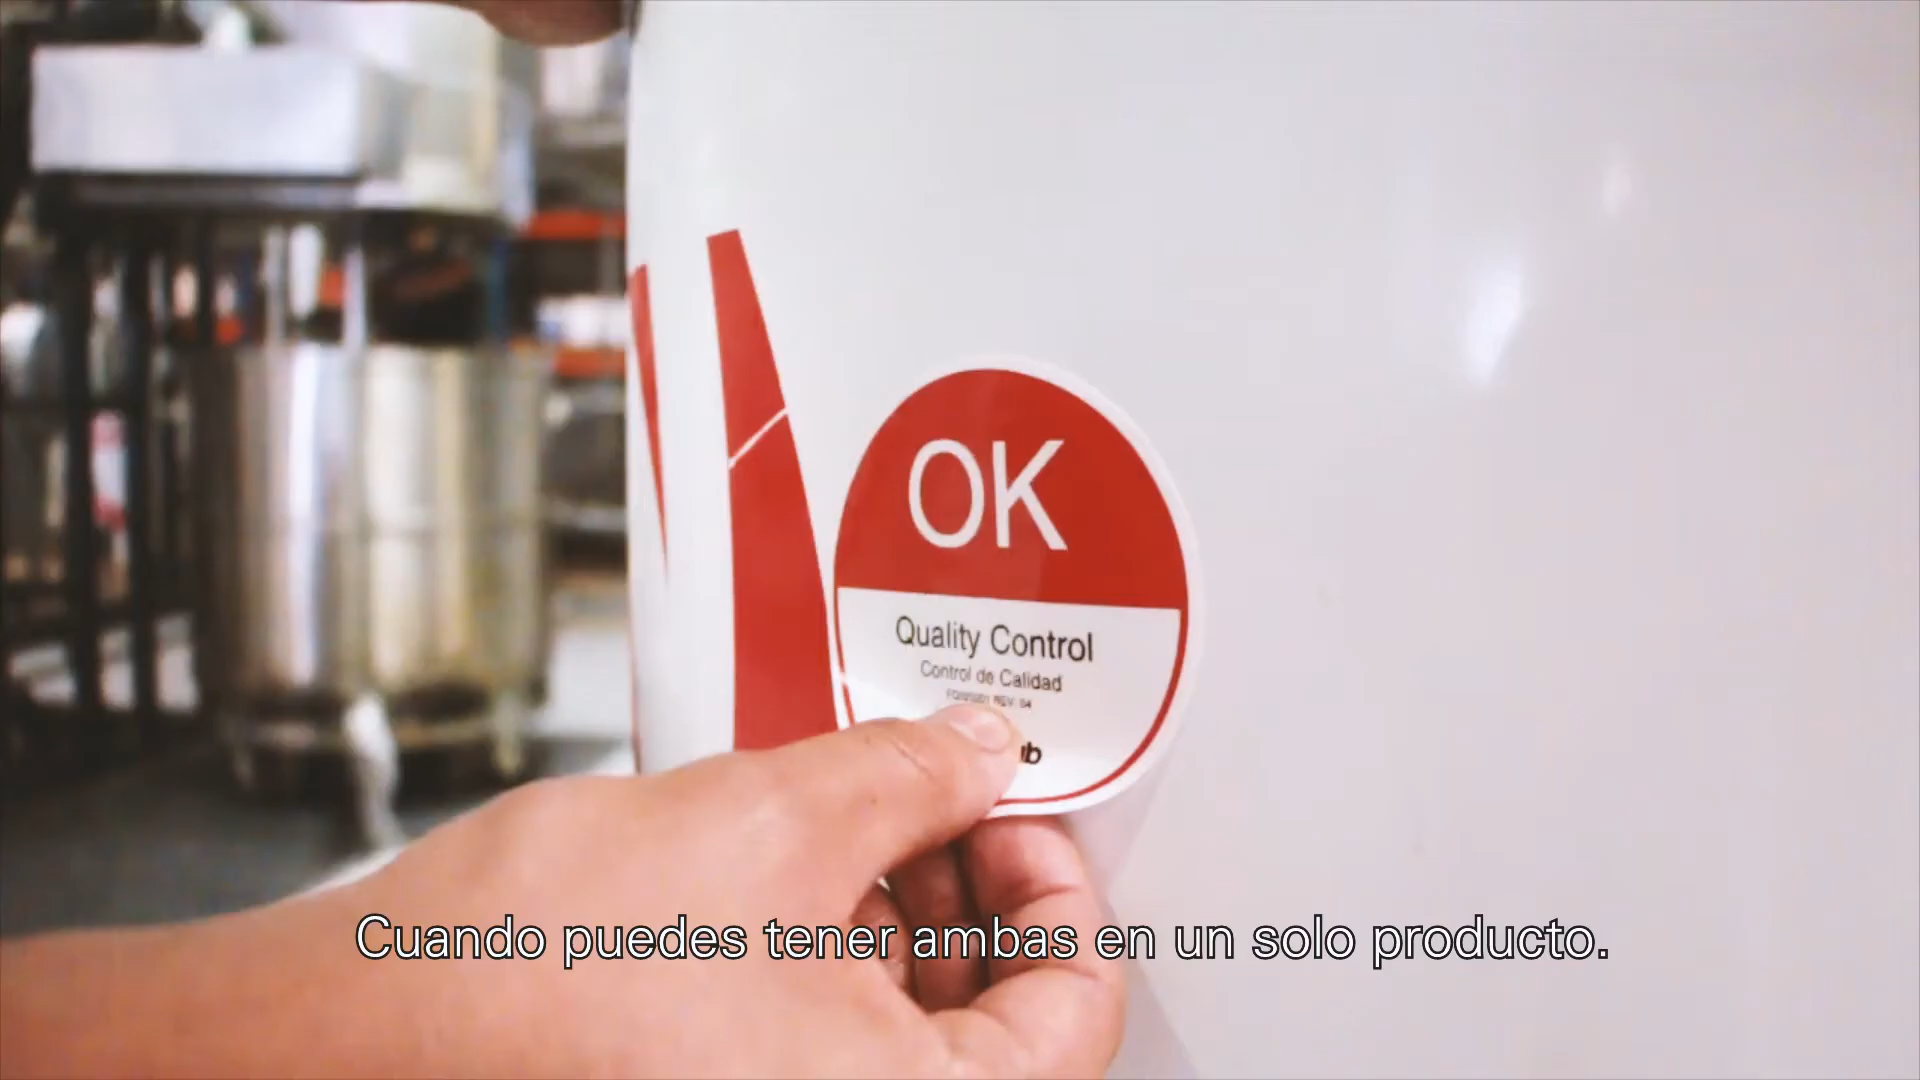 OK
Quality Control
Control de Calidad
Cuando puedes tener ambas en un solo producto.